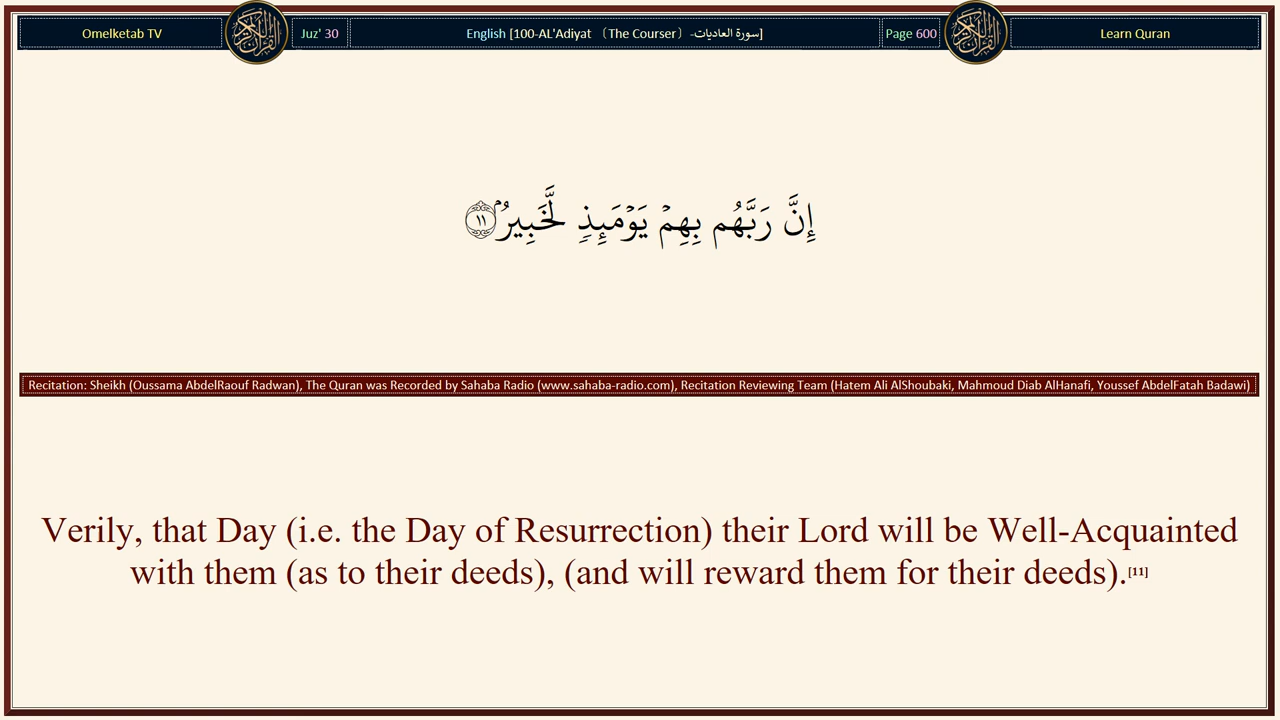 Omelketab TV
Juz' 30
English [100-AL'Adiyat （The Courser） -سورة العاديات]
Page 600
Learn Quran
إِنَّ رَبَّهُم بِهِمۡ يَوۡمَئِذٖ لَّخَبِيرُۢ ١١
Recitation: Sheikh (Oussama AbdelRaouf Radwan), The Quran was Recorded by Sahaba Radio (www.sahaba-radio.com), Recitation Reviewing Team (Hatem Ali AlShoubaki, Mahmoud Diab AlHanafi, Youssef AbdelFatah Badawi)
Verily, that Day (i.e. the Day of Resurrection) their Lord will be Well-Acquainted
with them (as to their deeds), (and will reward them for their deeds).[11]